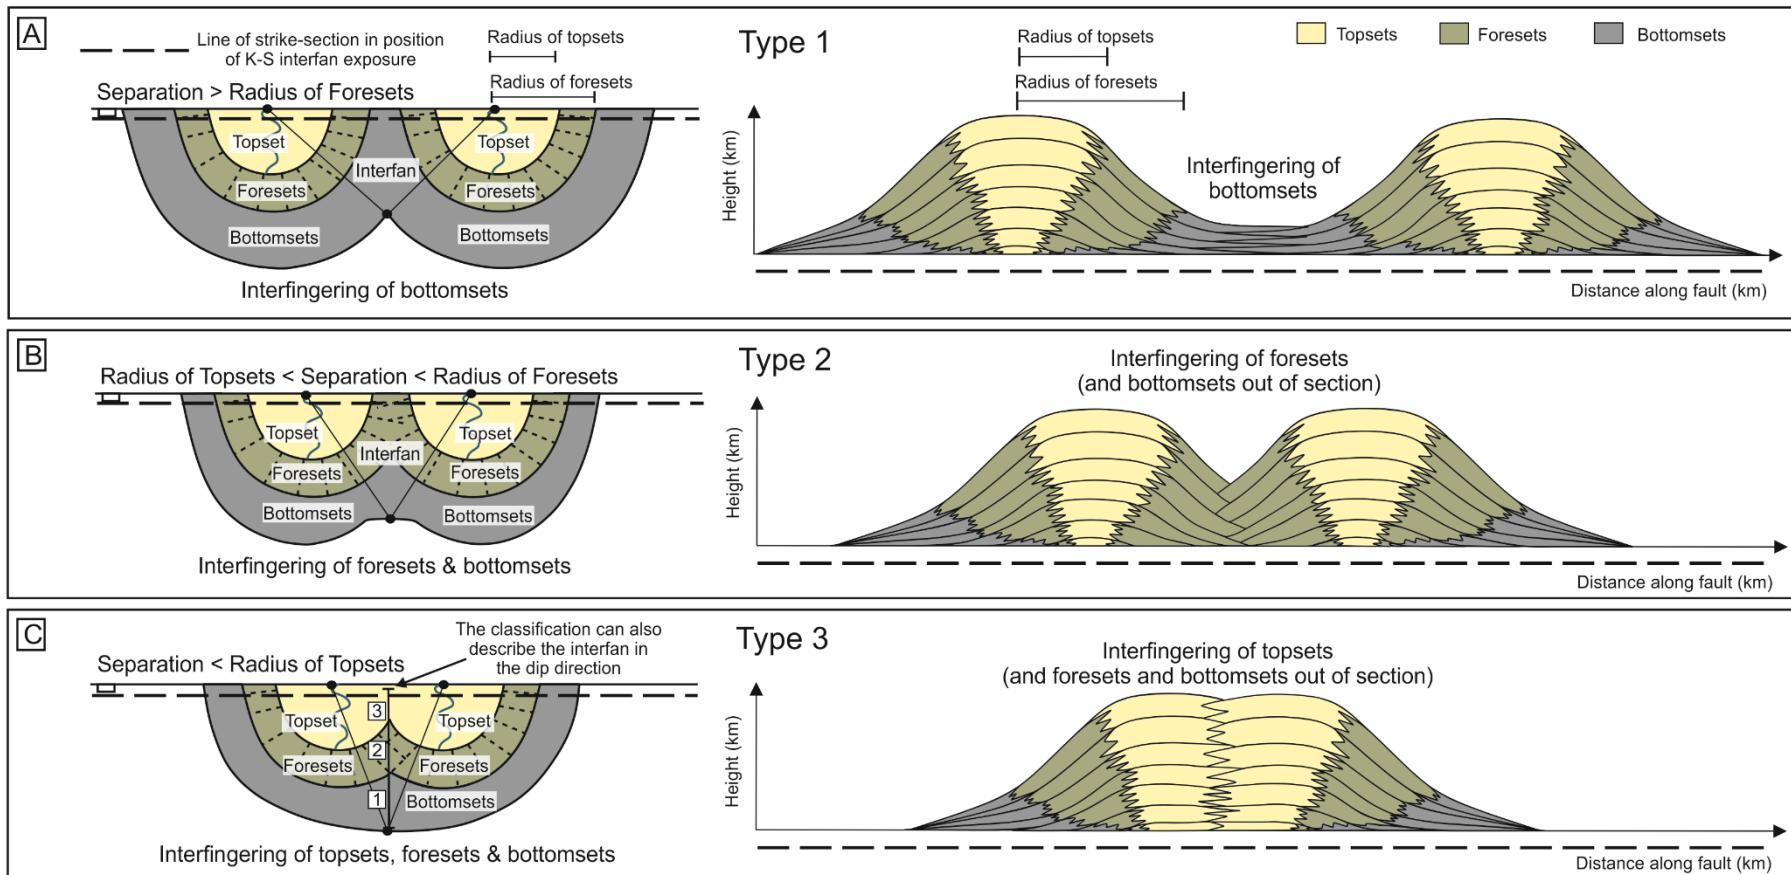 A
Line of strike-section in position
of K-S interfan exposure
Radius of topsets
Radius of foresets
Separation > Radius of Foresets
Topset
Foresets
Bottomsets
Interfan
Topset
Foresets
Bottomsets
Interfingering of bottomsets
Type 1
Radius of topsets
Radius of foresets
Topsets
Foresets
Bottomsets
Height (km)
Interfingering of
bottomsets
Distance along fault (km)
B
Radius of Topsets < Separation < Radius of Foresets
Topset
Foresets
Bottomsets
Interfan
Topset
Foresets
Bottomsets
Interfingering of foresets & bottomsets
Type 2
Interfingering of foresets
(and bottomsets out of section)
Height (km)
Distance along fault (km)
C
The classification can also
describe the interfan in
the dip direction
Separation < Radius of Topsets
Topset
Foresets
3
2
1
Topset
Foresets
Bottomsets
Interfingering of topsets, foresets & bottomsets
Type 3
Interfingering of topsets
(and foresets and bottomsets out of section)
Height (km)
Distance along fault (km)